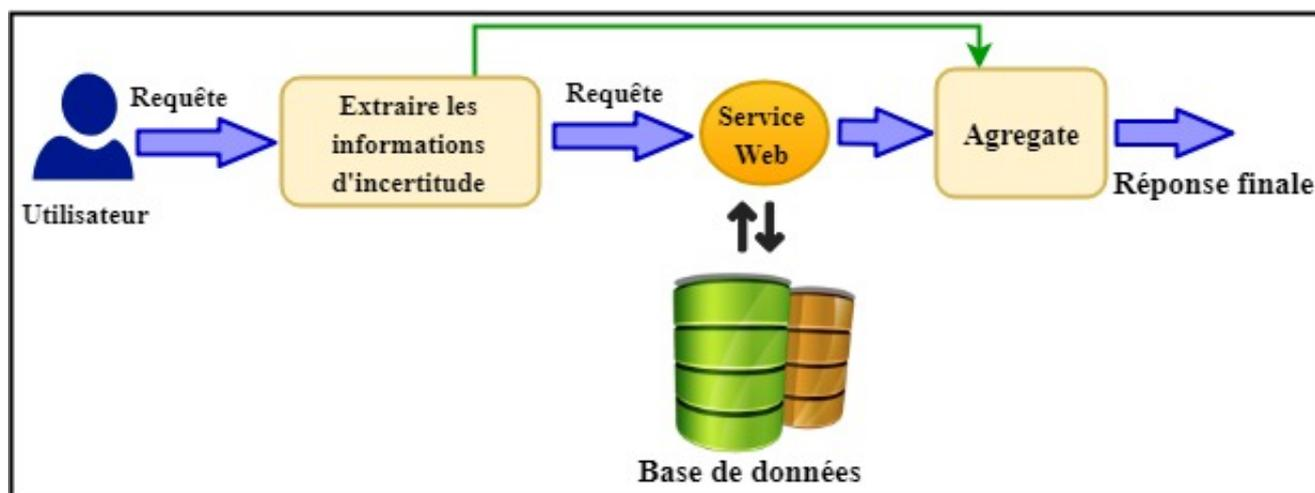 Requête
Utilisateur
Extraire les
informations
d'incertitude
Requête
Service
Web
Agregate
Réponse finale
Base de données